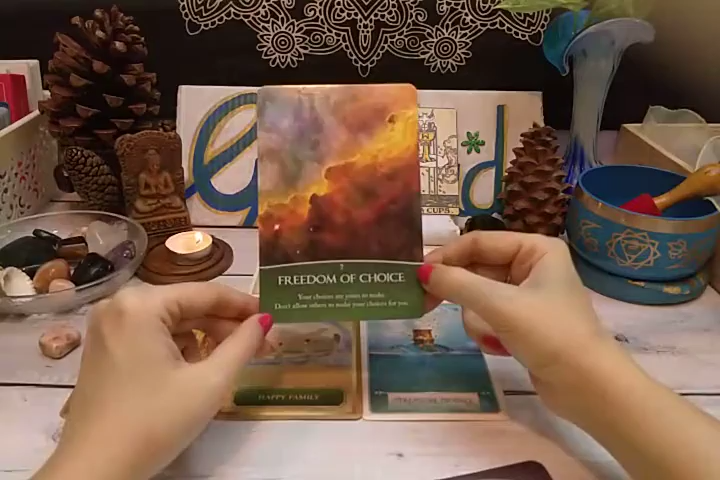 7
FREEDOM OF CHOICE
Your choices are yours to make.
Don't allow others to make your choices for you.
CUPS.
HAPPY FAMILY